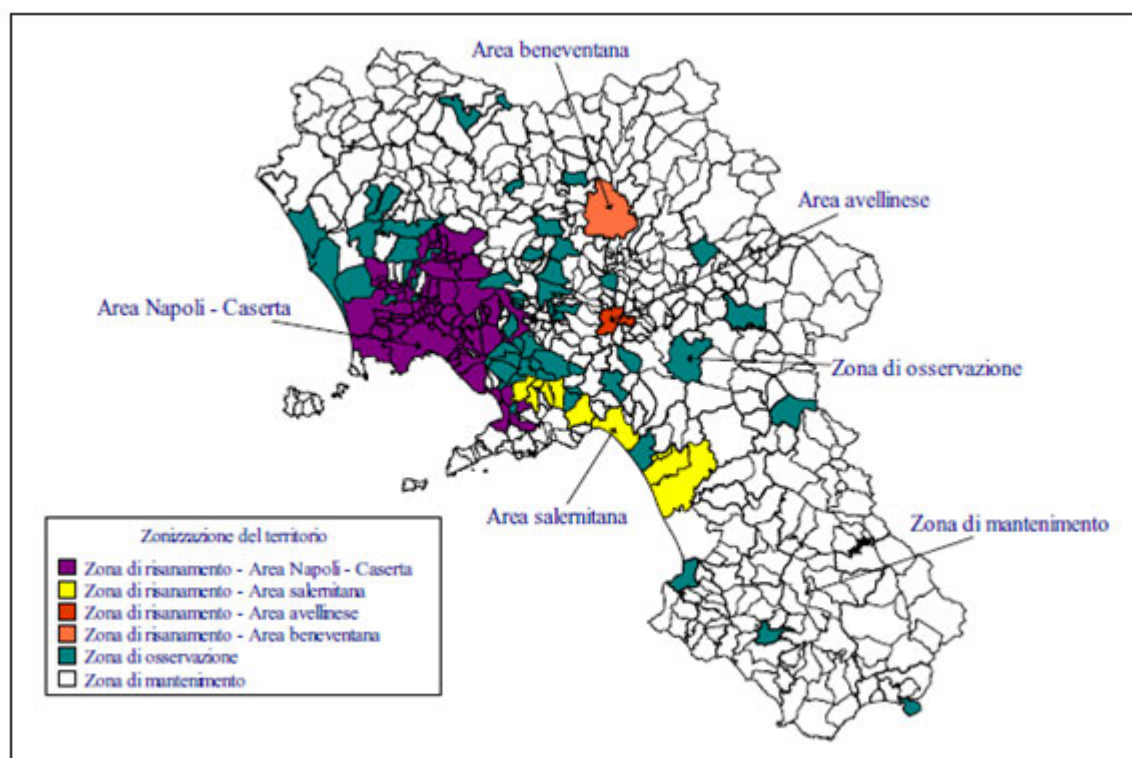 Area beneventana
Area avellinese
Area Napoli - Caserta
Zona di osservazione
Area salernitana
Zona di mantenimento
Zonizzazione del territorio
Zona di risanamento - Area Napoli - Caserta
Zona di risanamento - Area salernitana
Zona di risanamento - Area avellinese
Zona di risanamento - Area beneventana
Zona di osservazione
Zona di mantenimento